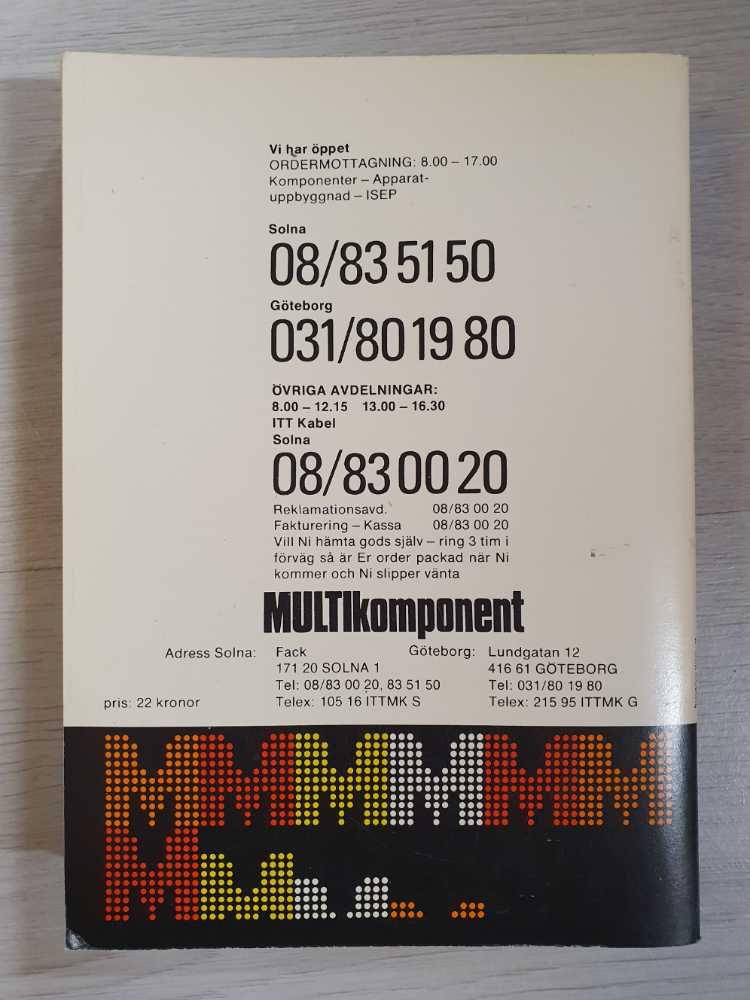 Vi har öppet
ORDERMOTTAGNING: 8.00 – 17.00
Komponenter – Apparat-
uppbyggnad – ISEP
Solna
08/83 51 50
Göteborg
031/80 19 80
ÖVRIGA AVDELNINGAR:
8.00 – 12.15 13.00 – 16.30
ITT Kabel
Solna
08/83 00 20
Reklamationsavd. 08/83 00 20
Fakturering – Kassa 08/83 00 20
Vill Ni hämta gods själv – ring 3 tim i
förväg så är Er order packad när Ni
kommer och Ni slipper vänta
MULTIkomponent
Adress Solna: Fack Göteborg: Lundgatan 12
171 20 SOLNA 1 416 61 GÖTEBORG
Tel: 08/83 00 20, 83 51 50 Tel: 031/80 19 80
pris: 22 kronor Telex: 105 16 ITTMK S Telex: 215 95 ITTMK G
MMMMMM
MM